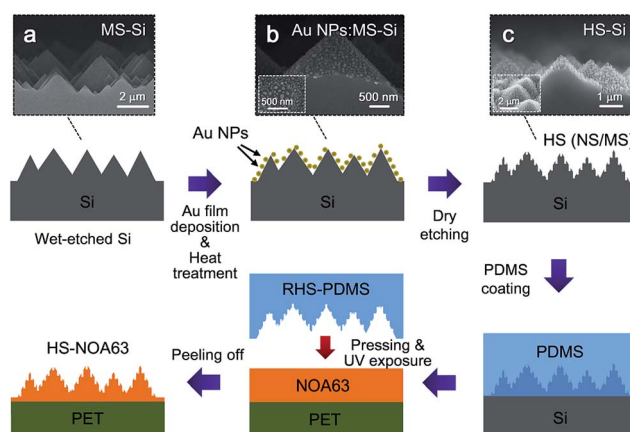 a
MS-Si
2 μm
b
Au NPs:MS-Si
500 nm
500 nm
c
HS-Si
2 μm
1 μm
Si
Wet-etched Si
Au film
deposition
&
Heat
treatment
Au NPs
Si
Dry
etching
HS (NS/MS)
Si
PDMS
coating
PDMS
Si
RHS-PDMS
Pressing &
UV exposure
NOA63
PET
Peeling off
HS-NOA63
PET